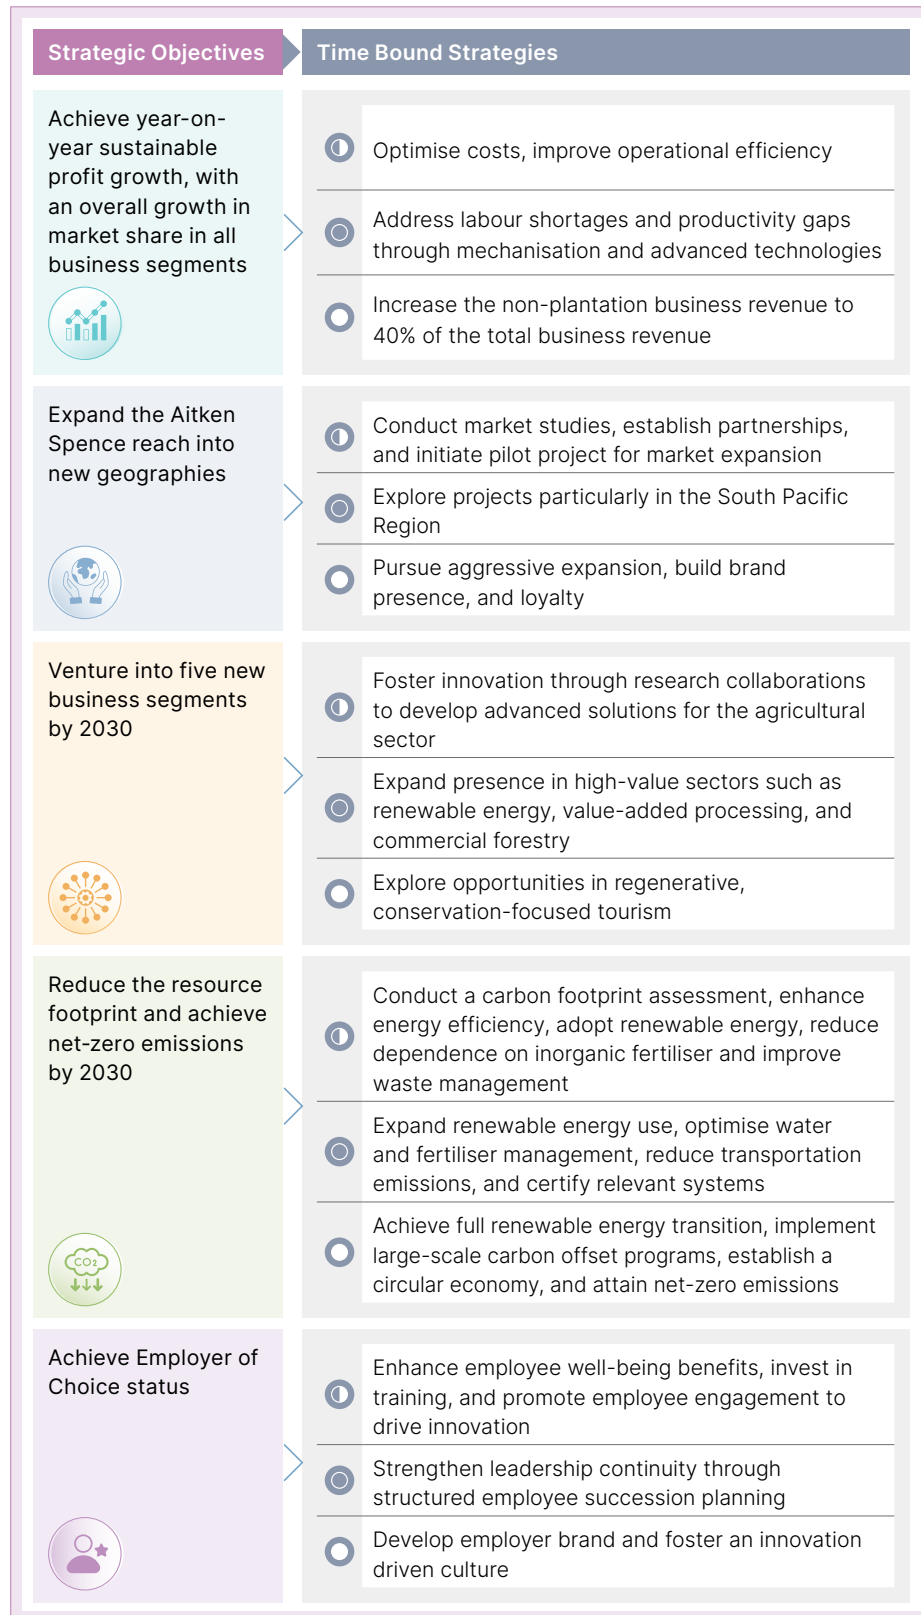 Strategic Objectives
Time Bound Strategies
Achieve year-on-
year sustainable
profit growth, with
an overall growth in
market share in all
business segments
Optimise costs, improve operational efficiency
Address labour shortages and productivity gaps
through mechanisation and advanced technologies
Increase the non-plantation business revenue to
40% of the total business revenue
Expand the Aitken
Spence reach into
new geographies
Conduct market studies, establish partnerships,
and initiate pilot project for market expansion
Explore projects particularly in the South Pacific
Region
Pursue aggressive expansion, build brand
presence, and loyalty
Venture into five new
business segments
by 2030
Foster innovation through research collaborations
to develop advanced solutions for the agricultural
sector
Expand presence in high-value sectors such as
renewable energy, value-added processing, and
commercial forestry
Explore opportunities in regenerative,
conservation-focused tourism
Reduce the resource
footprint and achieve
net-zero emissions
by 2030
CO2
Conduct a carbon footprint assessment, enhance
energy efficiency, adopt renewable energy, reduce
dependence on inorganic fertiliser and improve
waste management
Expand renewable energy use, optimise water
and fertiliser management, reduce transportation
emissions, and certify relevant systems
Achieve full renewable energy transition, implement
large-scale carbon offset programs, establish a
circular economy, and attain net-zero emissions
Achieve Employer of
Choice status
Enhance employee well-being benefits, invest in
training, and promote employee engagement to
drive innovation
Strengthen leadership continuity through
structured employee succession planning
Develop employer brand and foster an innovation
driven culture